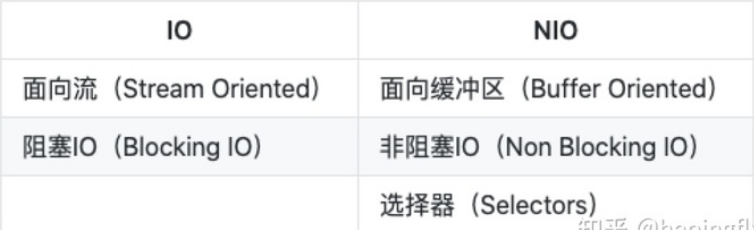 IO
NIO
面向流（Stream Oriented）
面向缓冲区（Buffer Oriented）
阻塞IO（Blocking IO）
非阻塞IO（Non Blocking IO）
选择器（Selectors）
知乎